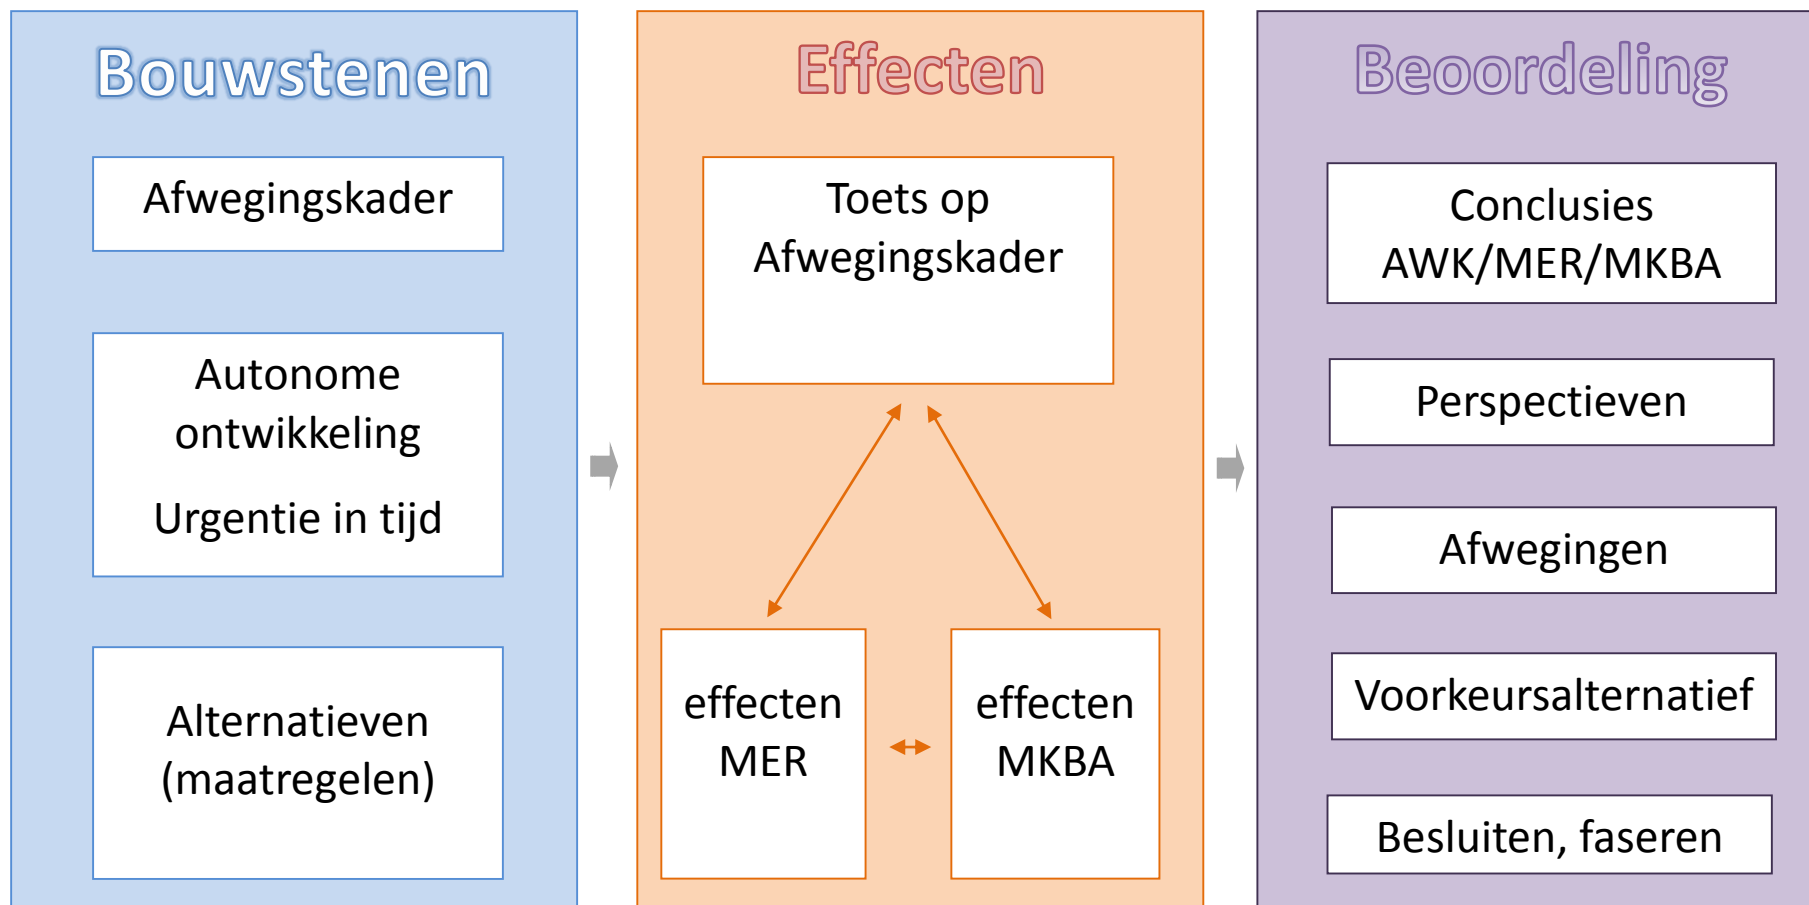 Bouwstenen
Afwegingskader
Autonome
ontwikkeling
Urgentie in tijd
Alternatieven
(maatregelen)
Effecten
Toets op
Afwegingskader
effecten
MER
effecten
MKBA
Beoordeling
Conclusies
AWK/MER/MKBA
Perspectieven
Afwegingen
Voorkeursalternatief
Besluiten, faseren